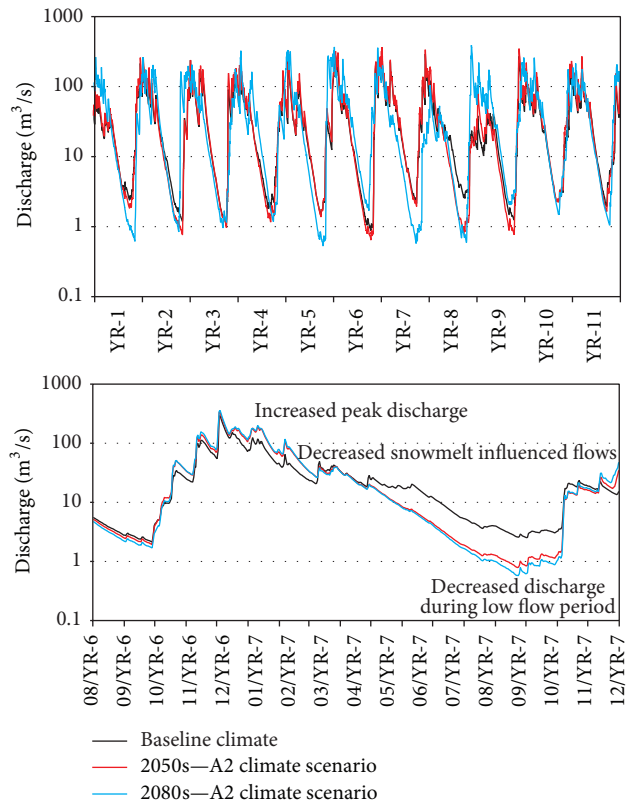 1000
100
10
1
0.1
Discharge (m³/s)
YR-1
YR-2
YR-3
YR-4
YR-5
YR-6
YR-7
YR-8
YR-9
YR-10
YR-11
1000
100
10
1
0.1
Discharge (m³/s)
Increased peak discharge
Decreased snowmelt influenced flows
Decreased discharge
during low flow period
08/YR-6
09/YR-6
10/YR-6
11/YR-6
12/YR-6
01/YR-7
02/YR-7
03/YR-7
04/YR-7
05/YR-7
06/YR-7
07/YR-7
08/YR-7
09/YR-7
10/YR-7
11/YR-7
12/YR-7
Baseline climate
2050s—A2 climate scenario
2080s—A2 climate scenario